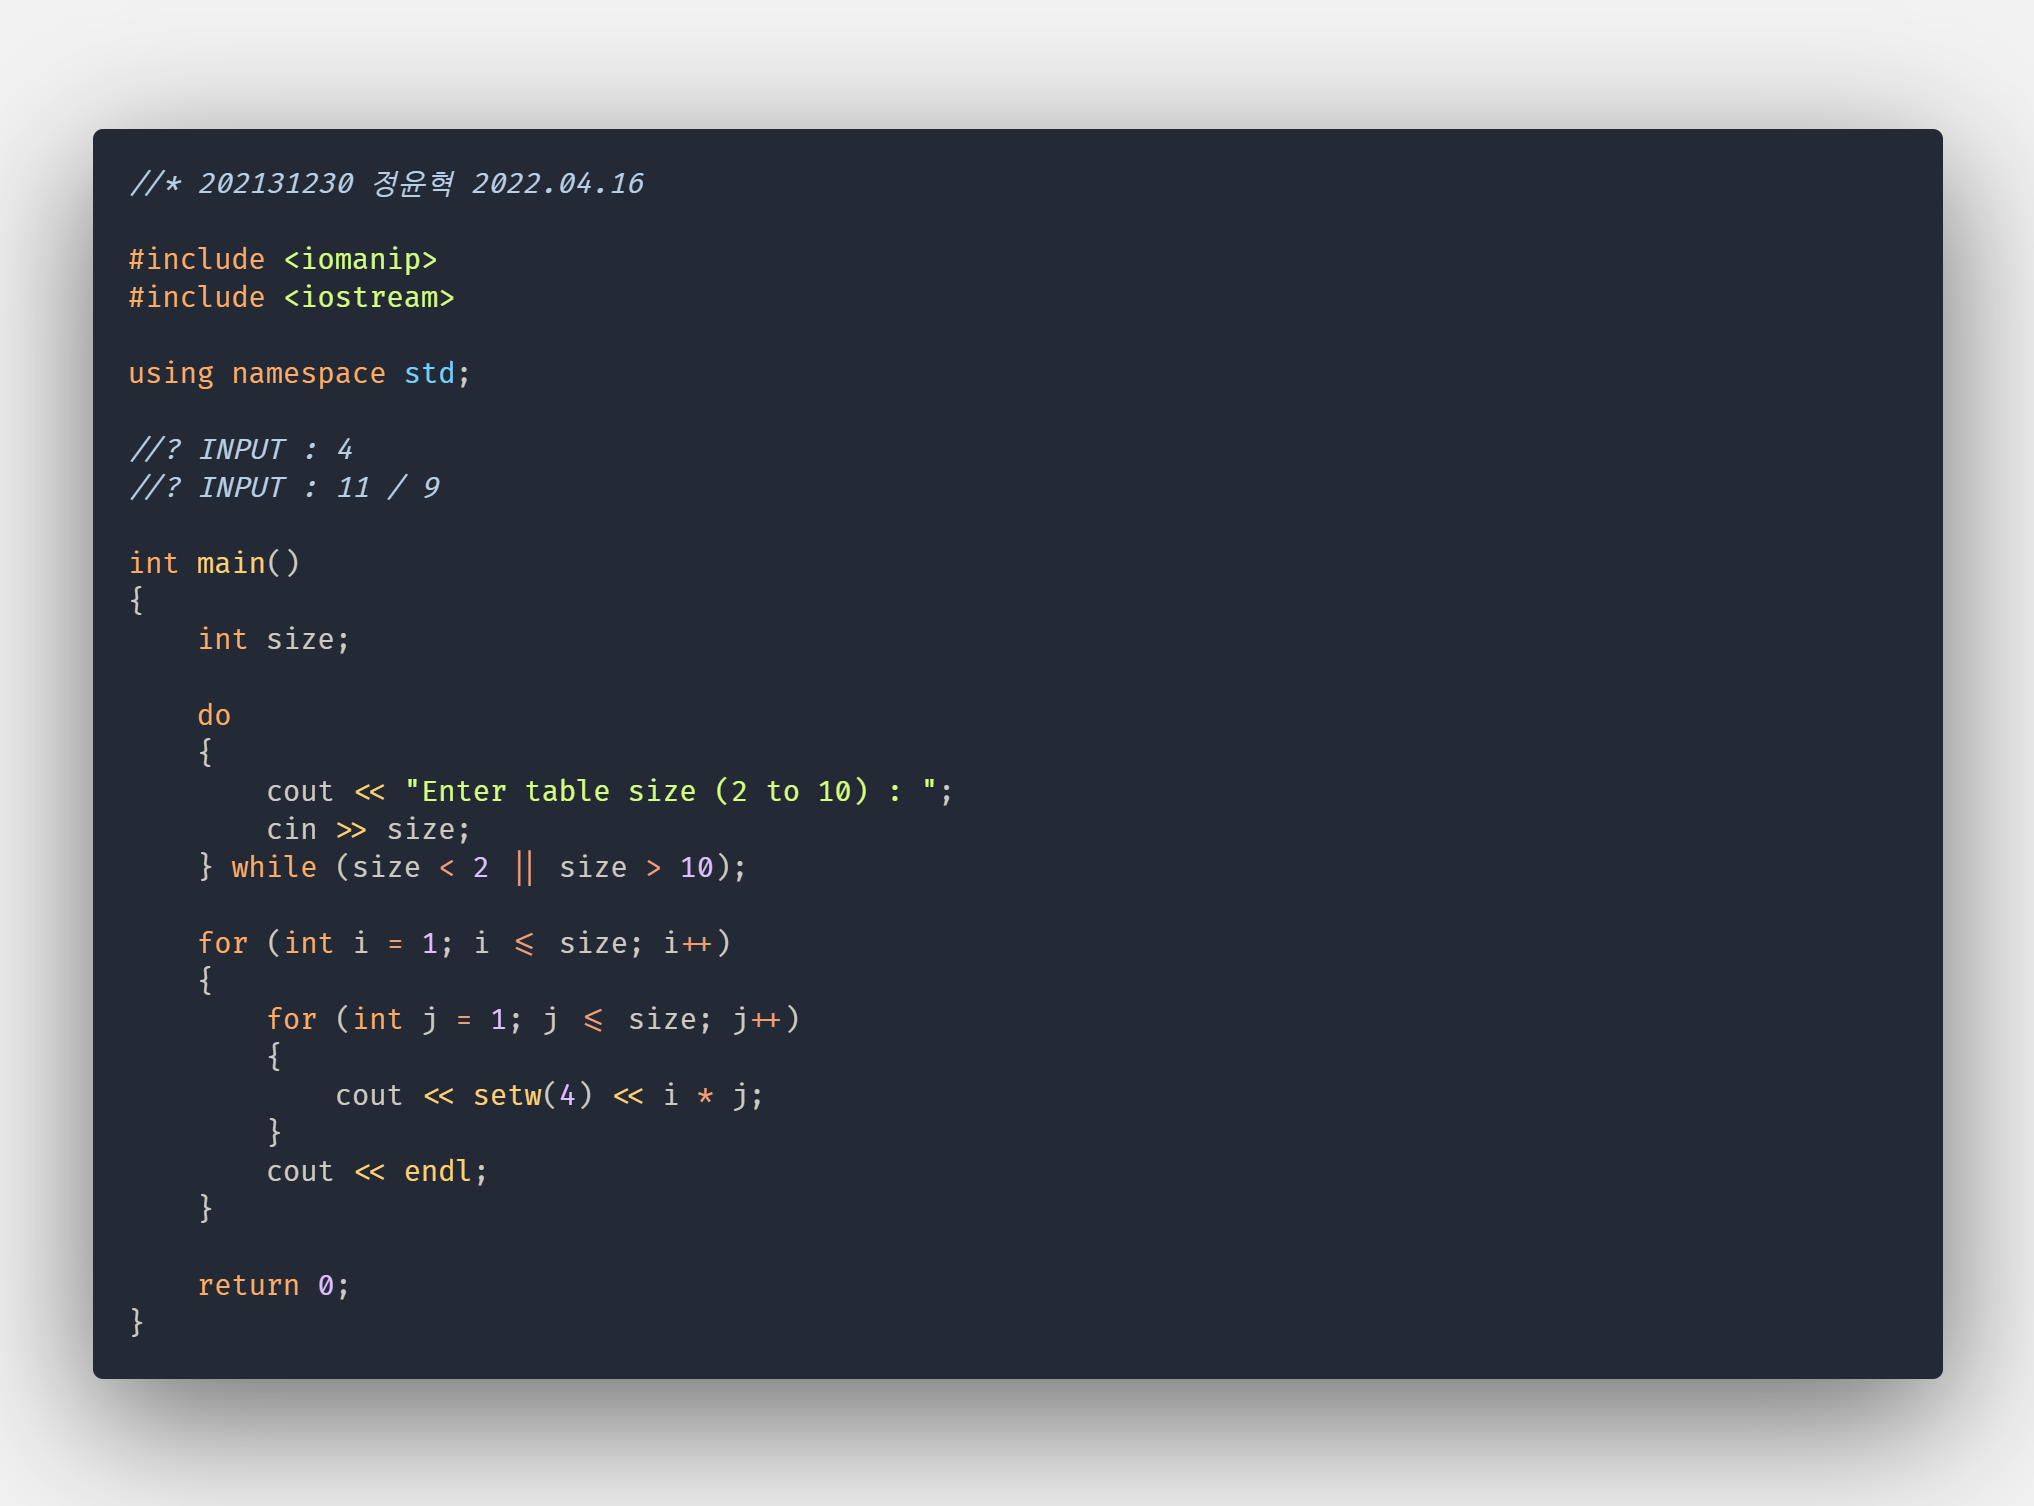 //* 202131230 정윤혁 2022.04.16
#include <iomanip>
#include <iostream>
using namespace std;
//? INPUT : 4
//? INPUT : 11 / 9
int main()
{
    int size;
    do
    {
        cout << "Enter table size (2 to 10) : ";
        cin >> size;
    } while (size < 2 || size > 10);
    for (int i = 1; i <= size; i++)
    {
        for (int j = 1; j <= size; j++)
        {
            cout << setw(4) << i * j;
        }
        cout << endl;
    }
    return 0;
}